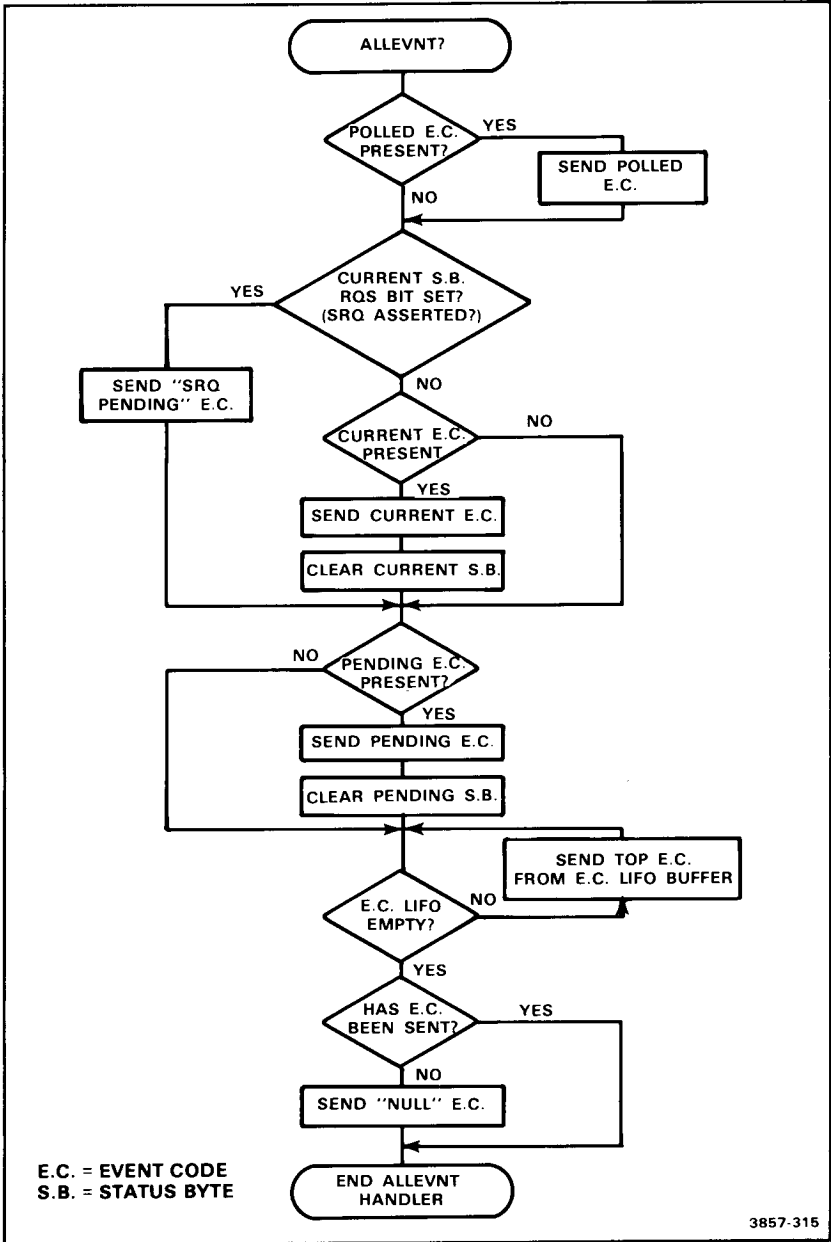 ALLEVNT?
POLLED E.C.
PRESENT?
YES
SEND POLLED
E.C.
NO
CURRENT S.B.
RQS BIT SET?
(SRQ ASSERTED?)
YES
SEND "SRQ
PENDING" E.C.
NO
CURRENT E.C.
PRESENT
NO
YES
SEND CURRENT E.C.
CLEAR CURRENT S.B.
PENDING E.C.
PRESENT?
NO
YES
SEND PENDING E.C.
CLEAR PENDING S.B.
SEND TOP E.C.
FROM E.C. LIFO BUFFER
E.C. LIFO
EMPTY?
NO
YES
HAS E.C.
BEEN SENT?
YES
NO
SEND "NULL" E.C.
END ALLEVNT
HANDLER
E.C. = EVENT CODE
S.B. = STATUS BYTE
3857-315